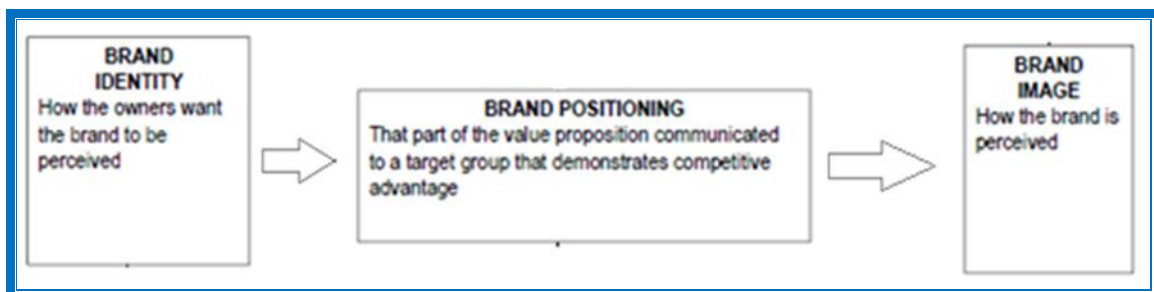 BRAND
IDENTITY
How the owners want
the brand to be
perceived
BRAND POSITIONING
That part of the value proposition communicated
to a target group that demonstrates competitive
advantage
BRAND
IMAGE
How the brand is
perceived